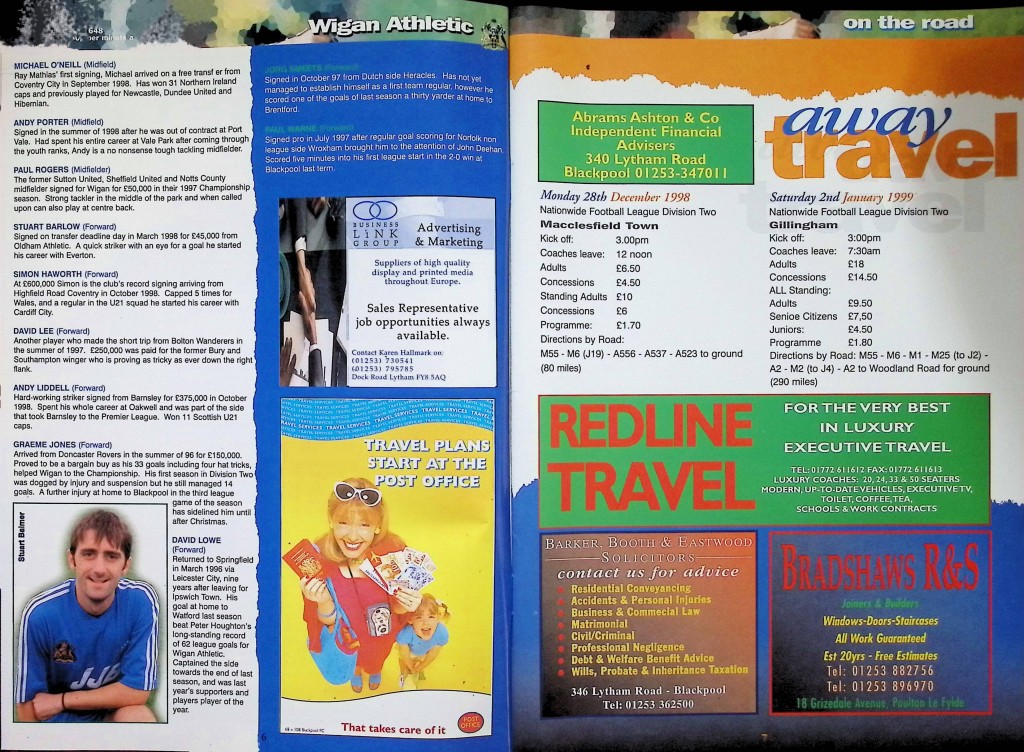 648
Wigan Athletic
MICHAEL O'NEILL (Midfield)
Ray Mathias' first signing, Michael arrived on a free transfer from
Coventry City in September 1998. Has won 31 Northern Ireland
caps and previously played for Newcastle, Dundee United and
Hibernian.
ANDY PORTER (Midfield)
Signed in the summer of 1998 after he was out of contract at Port
Vale. Had spent his entire career at Vale Park after coming through
the youth ranks, Andy is a no nonsense tough tackling midfielder.
PAUL ROGERS (Midfielder)
The former Sutton United, Sheffield United and Notts County
midfielder signed for Wigan for £50,000 in their 1997 Championship
season. Strong tackler in the middle of the park and when called
upon can also play at centre back.
STUART BARLOW (Forward)
Signed on transfer deadline day in March 1998 for £45,000 from
Oldham Athletic. A quick striker with an eye for a goal he started
his career with Everton.
SIMON HAWORTH (Forward)
At £600,000 Simon is the club's record signing arriving from
Highfield Road Coventry in October 1998. Capped 5 times for
Wales, and a regular in the U21 squad he started his career with
Cardiff City.
DAVID LEE (Forward)
Another player who made the short trip from Bolton Wanderers in
the summer of 1997. £250,000 was paid for the former Bury and
Southampton winger who is proving as tricky as ever down the right
flank.
ANDY LIDDELL (Forward)
Hard-working striker signed from Barnsley for £375,000 in October
1998. Spent his whole career at Oakwell and was part of the side
that took Barnsley to the Premier League. Won 11 Scottish U21
caps.
GRAEME JONES (Forward)
Arrived from Doncaster Rovers in the summer of 96 for £150,000.
Proved to be a bargain buy as his 33 goals including four hat tricks,
helped Wigan to the Championship. His first season in Division Two
was dogged by injury and suspension but he still managed 14
goals. A further injury at home to Blackpool in the third league
game of the season
has sidelined him until
after Christmas.
DAVID LOWE
(Forward)
Returned to Springfield
in March 1996 via
Leicester City, nine
years after leaving for
Ipswich Town. His
goal at home to
Watford last season
beat Peter Houghton's
long-standing record
of 62 league goals for
Wigan Athletic.
Captained the side
towards the end of last
season, and was last
year's supporters and
players player of the
year.
Stuart Balmer
JJB
JORG SMEETS (Forward)
Signed in October 97 from Dutch side Heracles. Has not yet
managed to establish himself as a first team regular, however he
scored one of the goals of last season a thirty yarder at home to
Brentford.
PAUL WARNE (Forward)
Signed pro in July 1997 after regular goal scoring for Norfolk non
league side Wroxham brought him to the attention of John Deehan.
Scored five minutes into his first league start in the 2-0 win at
Blackpool last term.
BUSINESS
LINK
GROUP
Advertising
& Marketing
Suppliers of high quality
display and printed media
throughout Europe.
Sales Representative
job opportunities always
available.
Contact Karen Hallmark on:
(01253) 730541
(01253) 795785
Dock Road Lytham FY8 5AQ
TRAVEL SERVICES
TRAVEL PLANS
START AT THE
POST OFFICE
That takes care of it
POST
OFFICE
6
on the road
Abrams Ashton & Co
Independent Financial
Advisers
340 Lytham Road
Blackpool 01253-347011
away
travel
Monday 28th December 1998
Nationwide Football League Division Two
Macclesfield Town
Kick off: 3.00pm
Coaches leave: 12 noon
Adults £6.50
Concessions £4.50
Standing Adults £10
Concessions £6
Programme: £1.70
Directions by Road:
M55 - M6 (J19) - A556 - A537 - A523 to ground
(80 miles)
Saturday 2nd January 1999
Nationwide Football League Division Two
Gillingham
Kick off: 3:00pm
Coaches leave: 7:30am
Adults £18
Concessions £14.50
ALL Standing:
Adults £9.50
Senioe Citizens £7,50
Juniors: £4.50
Programme £1.80
Directions by Road: M55 - M6 - M1 - M25 (to J2) -
A2 - M2 (to J4) - A2 to Woodland Road for ground
(290 miles)
REDLINE
TRAVEL
FOR THE VERY BEST
IN LUXURY
EXECUTIVE TRAVEL
TEL: 01772 611612 FAX: 01772 611613
LUXURY COACHES: 20, 24, 33 & 50 SEATERS
MODERN, UP-TO-DATE VEHICLES, EXECUTIVE TV,
TOILET, COFFEE, TEA,
SCHOOLS & WORK CONTRACTS
BARKER, BOOTH & EASTWOOD
SOLICITORS
contact us for advice
Residential Conveyancing
Accidents & Personal Injuries
Business & Commecial Law
Matrimonial
Civil/Criminal
Professional Negligence
Debt & Welfare Benefit Advice
Wills, Probate & Inheritance Taxation
346 Lytham Road - Blackpool
Tel: 01253 362500
BRADSHAWS R&S
Joiners & Builders
Windows-Doors-Staircases
All Work Guaranteed
Est 20yrs - Free Estimates
Tel: 01253 882756
Tel: 01253 896970
18 Grizedale Avenue, Poulton Le Fylde
7